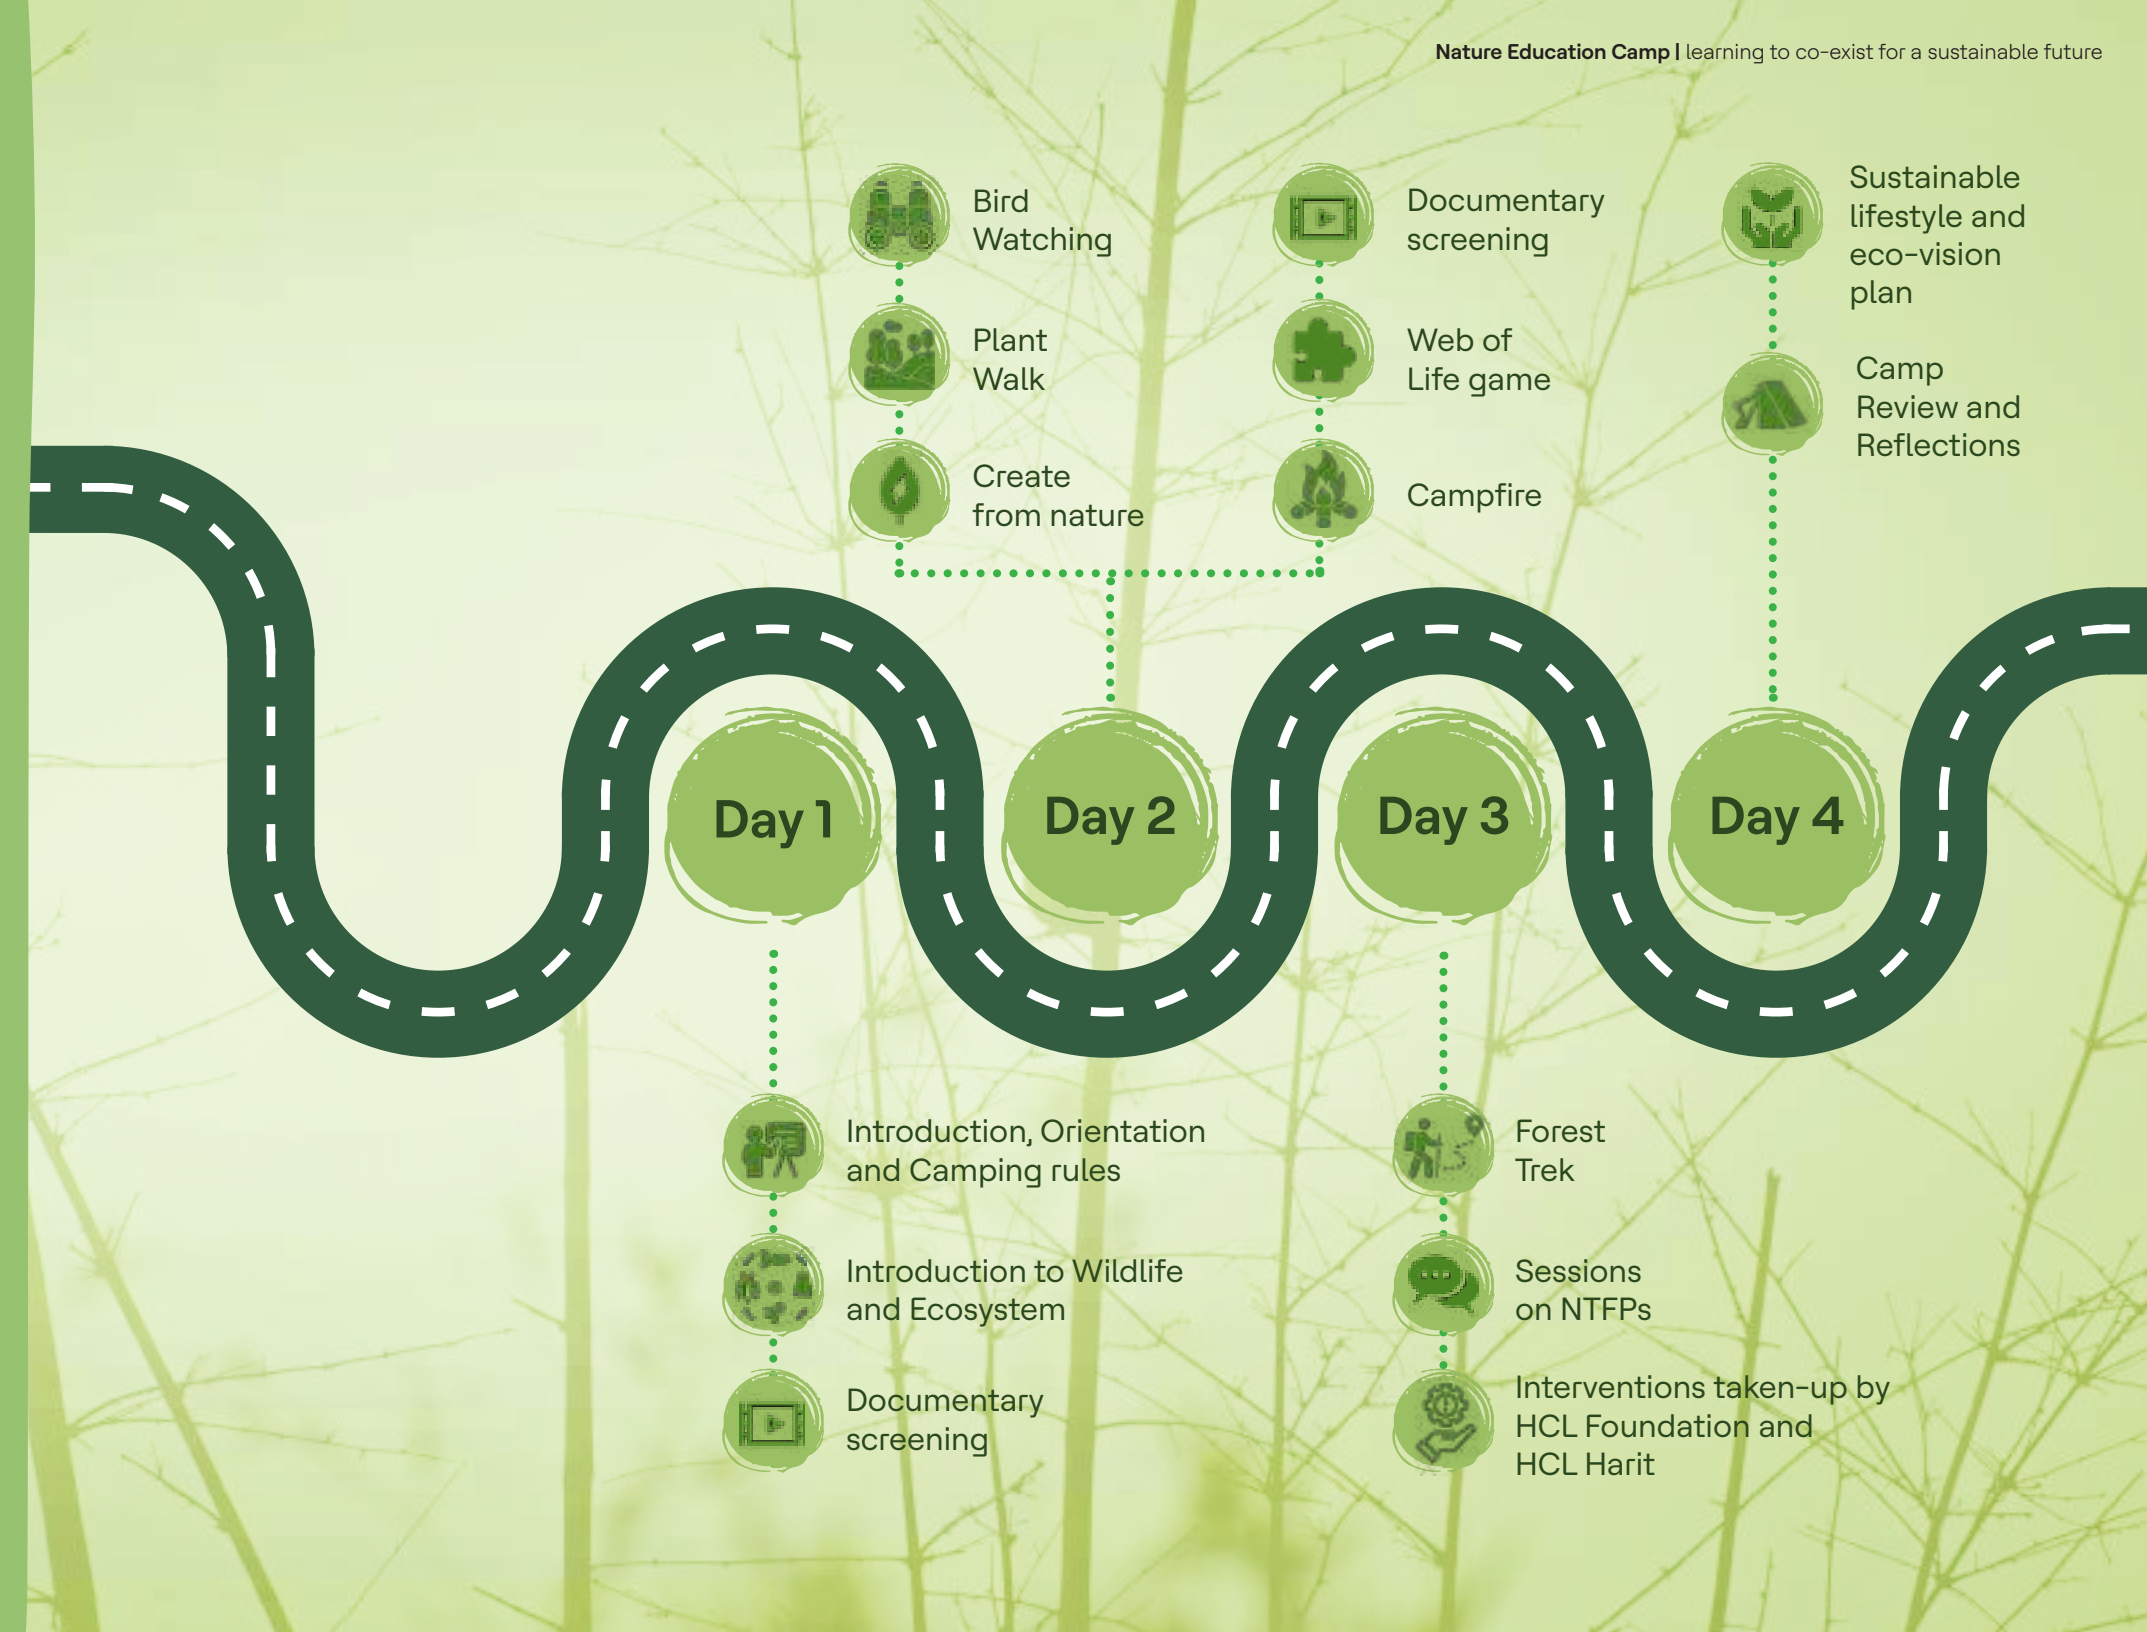 Nature Education Camp | learning to co-exist for a sustainable future
Bird
Watching
Plant
Walk
Create
from nature
Documentary
screening
Web of
Life game
Campfire
Sustainable
lifestyle and
eco-vision
plan
Camp
Review and
Reflections
Day 1
Day 2
Day 3
Day 4
Introduction, Orientation
and Camping rules
Introduction to Wildlife
and Ecosystem
Documentary
screening
Forest
Trek
Sessions
on NTFPs
Interventions taken-up by
HCL Foundation and
HCL Harit